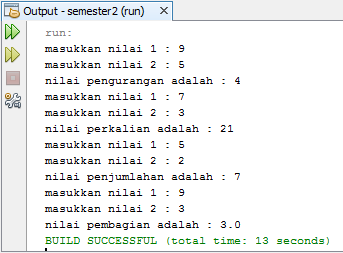 Output - semester2 (run)
run:
masukkan nilai 1 : 9
masukkan nilai 2 : 5
nilai pengurangan adalah : 4
masukkan nilai 1 : 7
masukkan nilai 2 : 3
nilai perkalian adalah : 21
masukkan nilai 1 : 5
masukkan nilai 2 : 2
nilai penjumlahan adalah : 7
masukkan nilai 1 : 9
masukkan nilai 2 : 3
nilai pembagian adalah : 3.0
BUILD SUCCESSFUL (total time: 13 seconds)